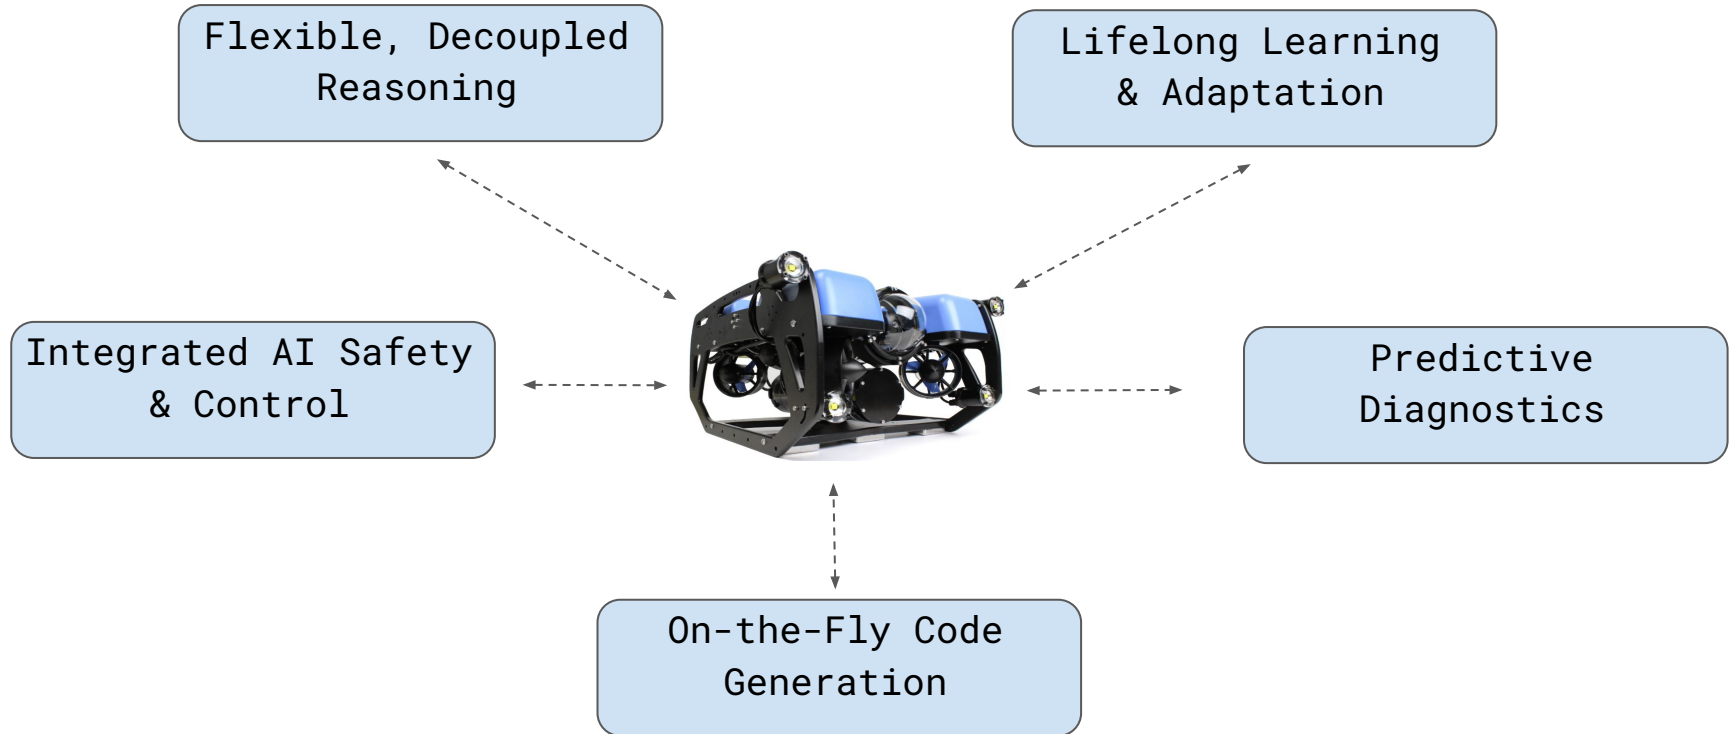 Flexible, Decoupled
Reasoning
Lifelong Learning
& Adaptation
Integrated AI Safety
& Control
Predictive
Diagnostics
On-the-Fly Code
Generation